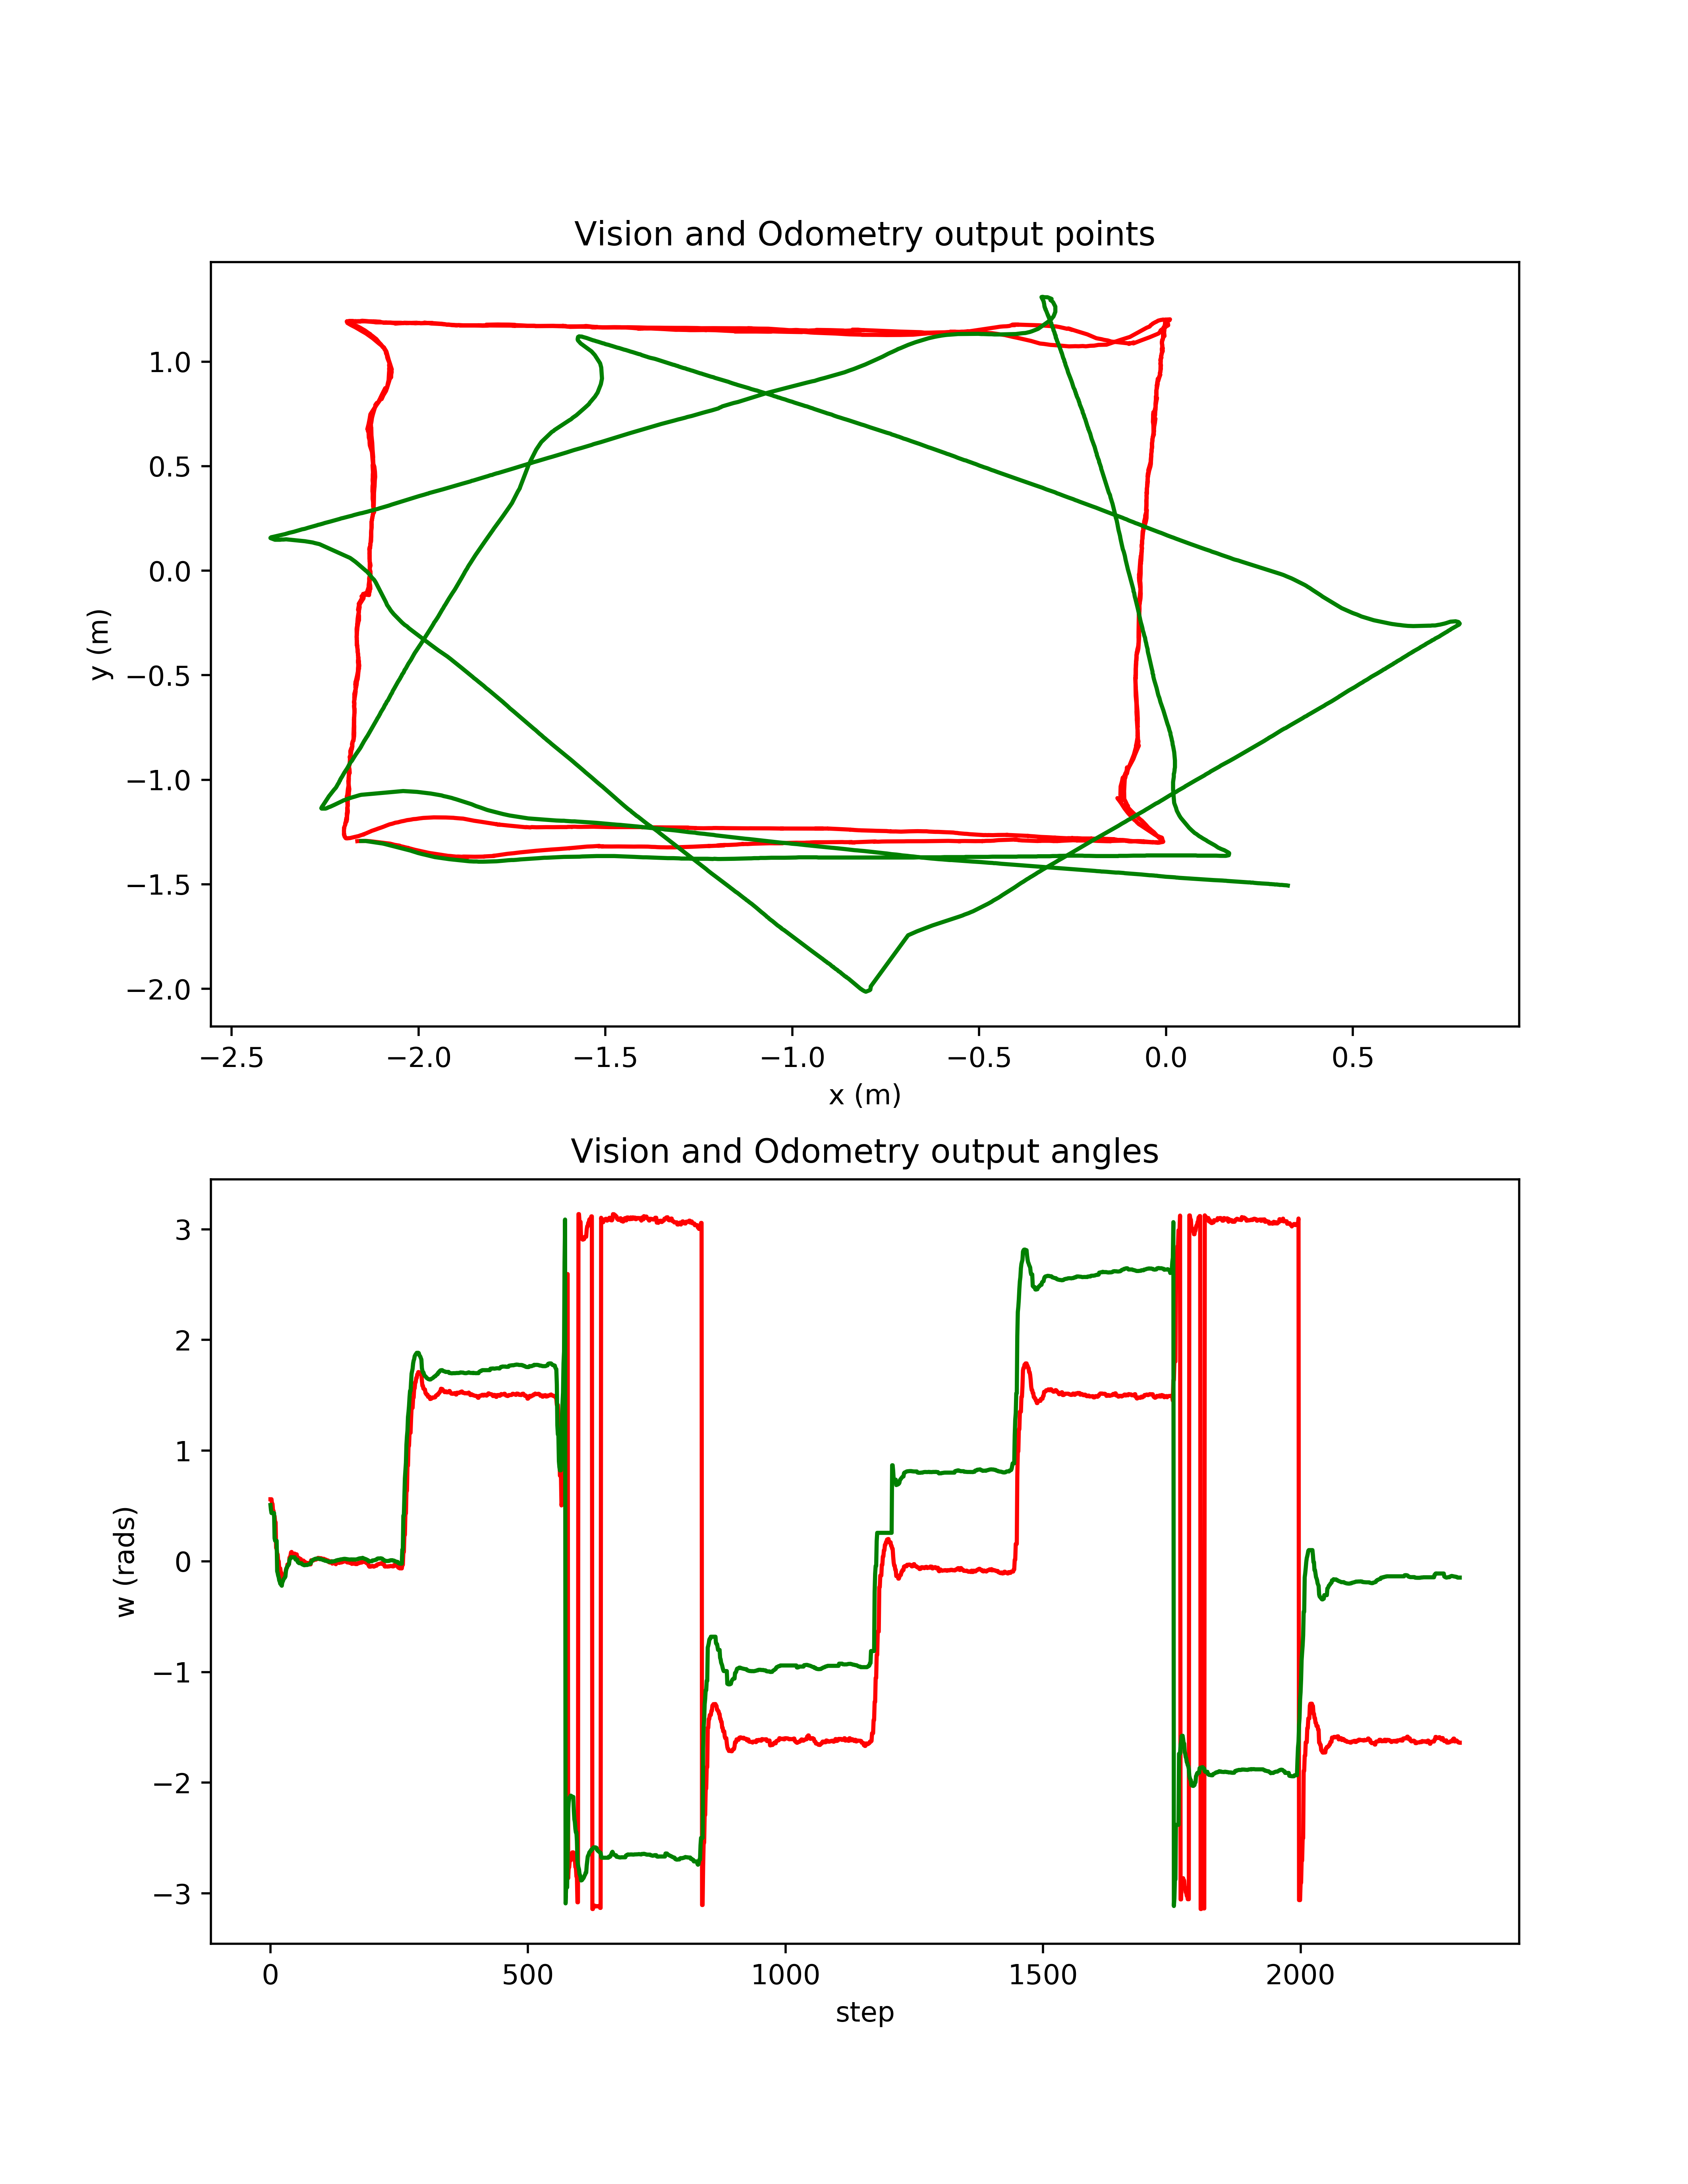 Vision and Odometry output points
1.0
0.5
0.0
−0.5
−1.0
−1.5
−2.0
y (m)
−2.5 −2.0 −1.5 −1.0 −0.5 0.0 0.5
x (m)
Vision and Odometry output angles
3
2
1
0
−1
−2
−3
w (rads)
0 500 1000 1500 2000
step